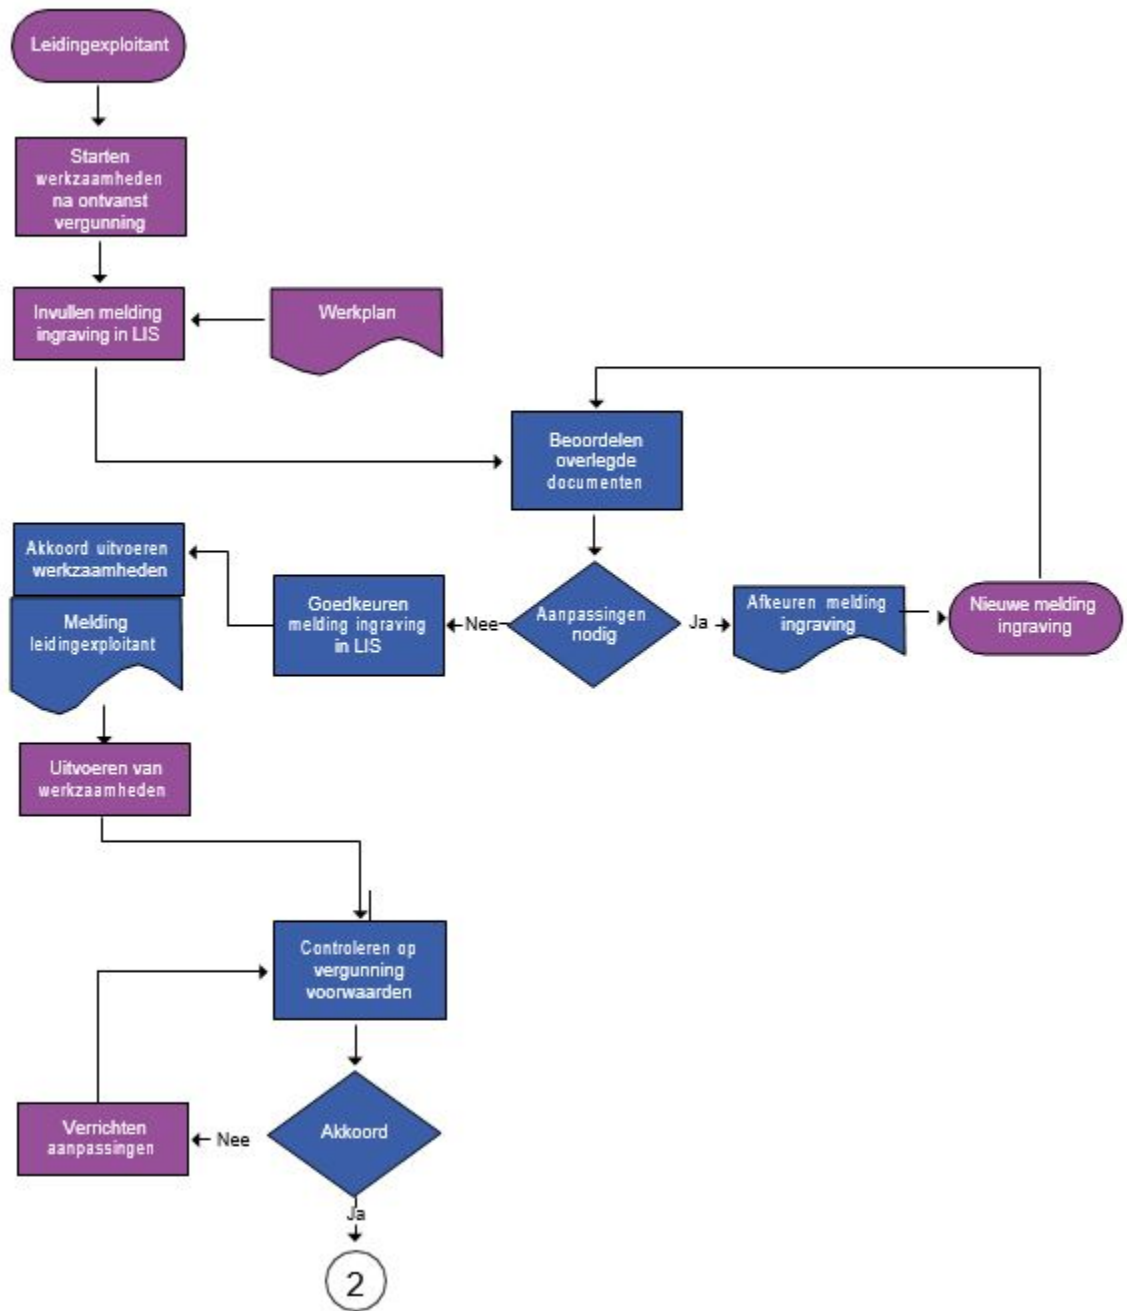 Leidingexploitant
Starten
werkzaamheden
na ontvanst
vergunning
Invullen melding
ingraving in LIS
Werkplan
Beoordelen
overlegde
documenten
Akkoord uitvoeren
werkzaamheden
Melding
leidingexploitant
Goedkeuren
melding ingraving
in LIS
Nee
Aanpassingen
nodig
Ja
Afkeuren melding
ingraving
Nieuwe melding
ingraving
Uitvoeren van
werkzaamheden
Controleren op
vergunning
voorwaarden
Verrichten
aanpassingen
Nee
Akkoord
Ja
2